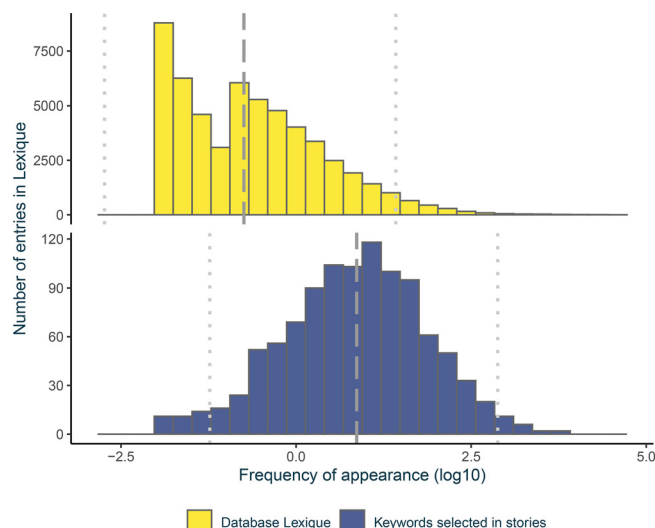 Number of entries in Lexique
7500
5000
2500
0
120
90
60
30
0
−2.5 0.0 2.5 5.0
Frequency of appearance (log10)
Database Lexique Keywords selected in stories